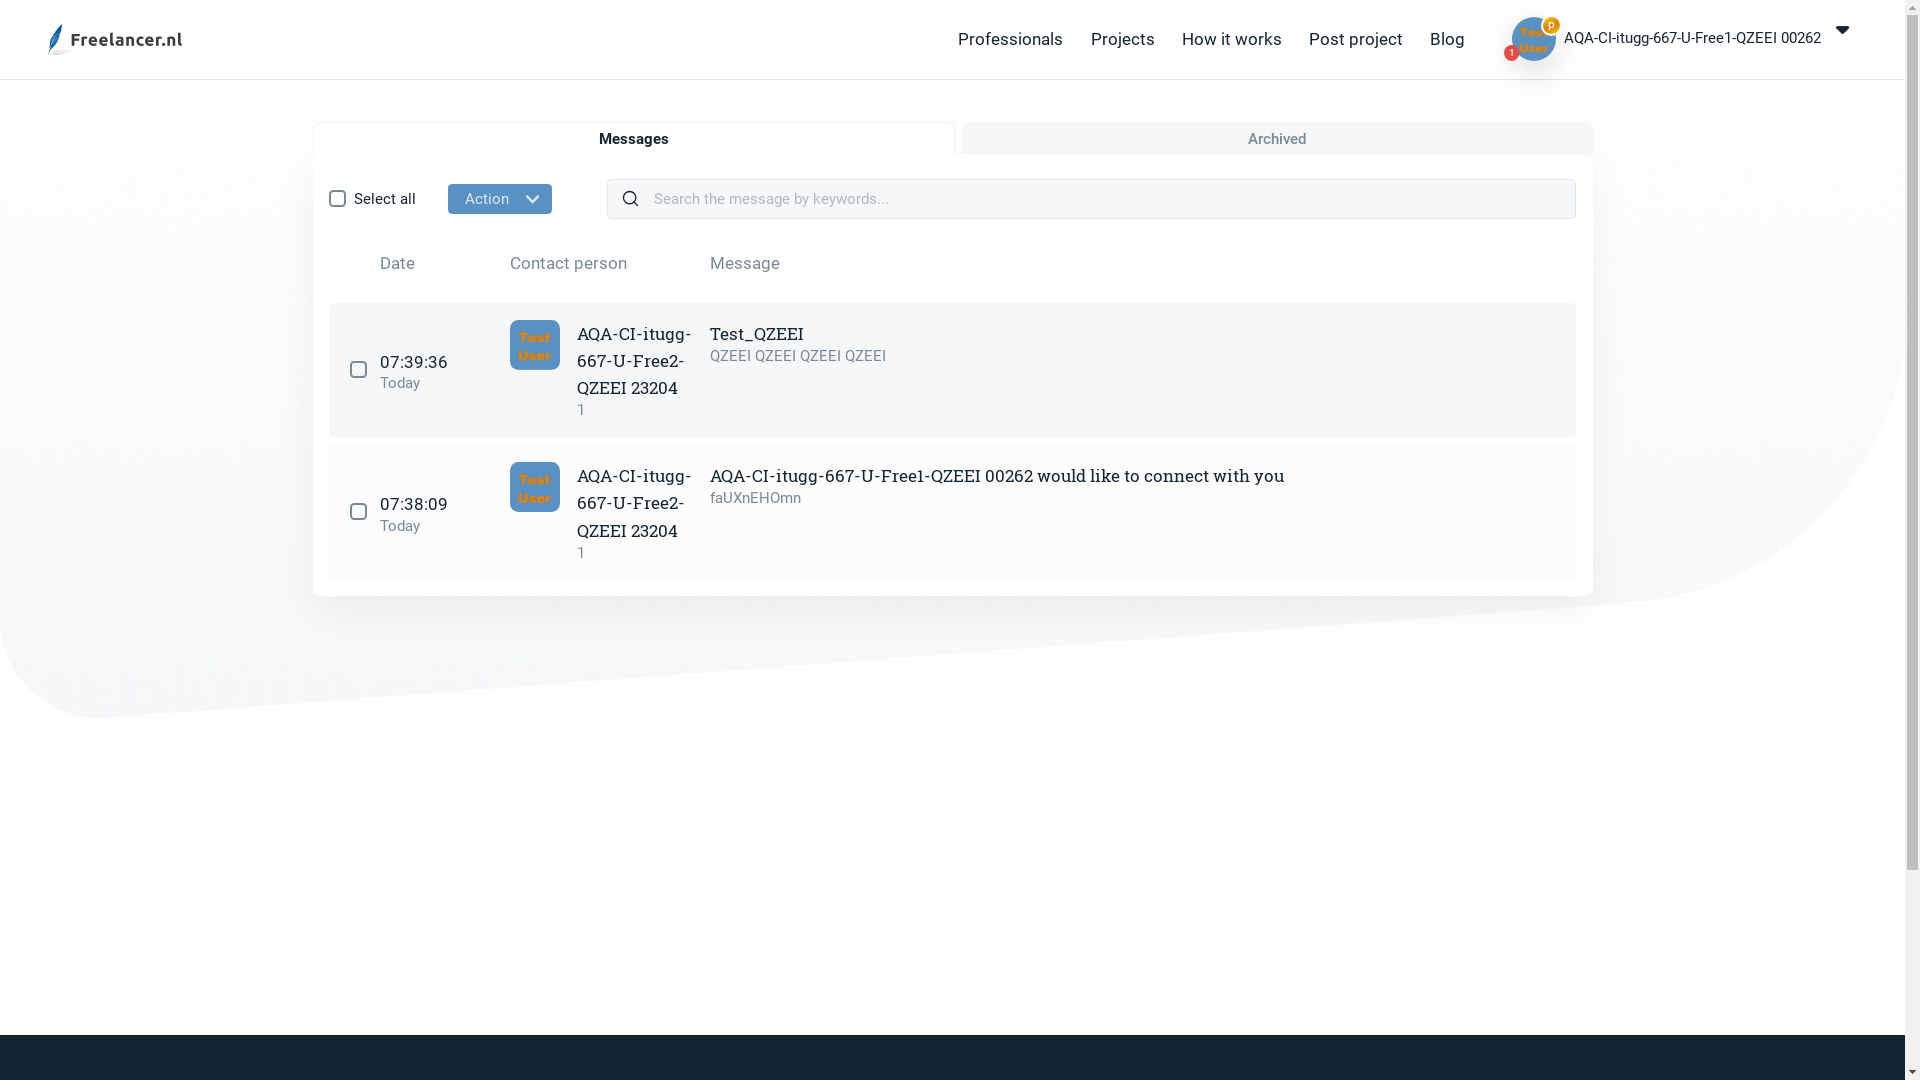 Freelancer.nl
Professionals
Projects
How it works
Post project
Blog
P
Test
User
1
AQA-CI-itugg-667-U-Free1-QZEEI 00262
Messages
Archived
Select all
Action
Search the message by keywords...
Date
Contact person
Message
07:39:36
Today
Test
User
AQA-CI-itugg-
667-U-Free2-
QZEEI 23204
1
Test_QZEEI
QZEEI QZEEI QZEEI QZEEI
07:38:09
Today
Test
User
AQA-CI-itugg-
667-U-Free2-
QZEEI 23204
1
AQA-CI-itugg-667-U-Free1-QZEEI 00262 would like to connect with you
faUXnEHOmn